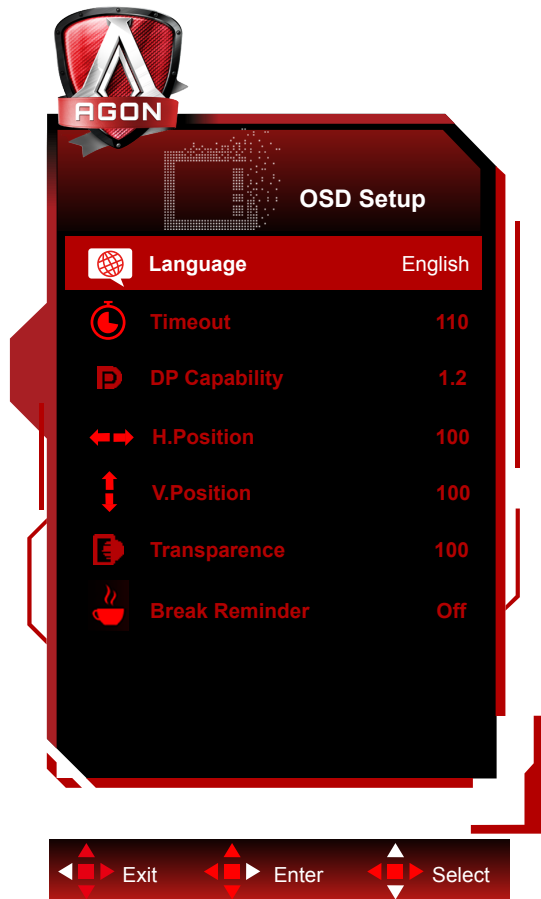 AGON
OSD Setup
Language English
Timeout 110
DP Capability 1.2
H.Position 100
V.Position 100
Transparence 100
Break Reminder Off
Exit Enter Select